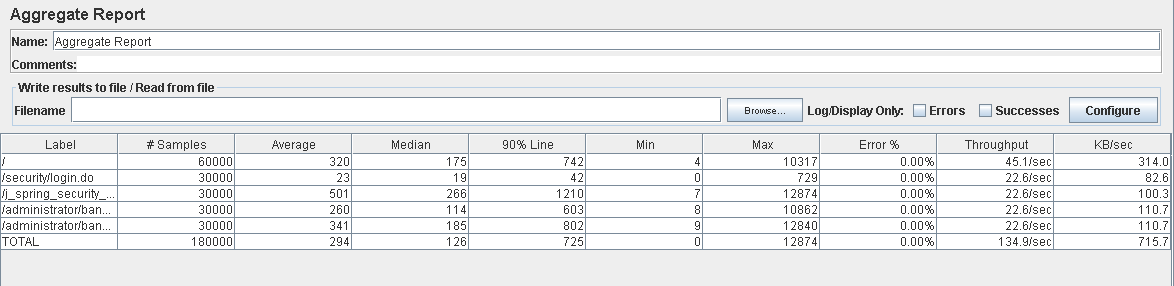 Aggregate Report
Name: Aggregate Report
Comments:
Write results to file / Read from file
Filename Browse... Log/Display Only: Errors Successes Configure
Label # Samples Average Median 90% Line Min Max Error % Throughput KB/sec
/ 60000 320 175 742 4 10317 0.00% 45.1/sec 314.0
/security/login.do 30000 23 19 42 0 729 0.00% 22.6/sec 82.6
/j_spring_security_... 30000 501 266 1210 7 12874 0.00% 22.6/sec 100.3
/administrator/ban... 30000 260 114 603 8 10862 0.00% 22.6/sec 110.7
/administrator/ban... 30000 341 185 802 9 12840 0.00% 22.6/sec 110.7
TOTAL 180000 294 126 725 0 12874 0.00% 134.9/sec 715.7